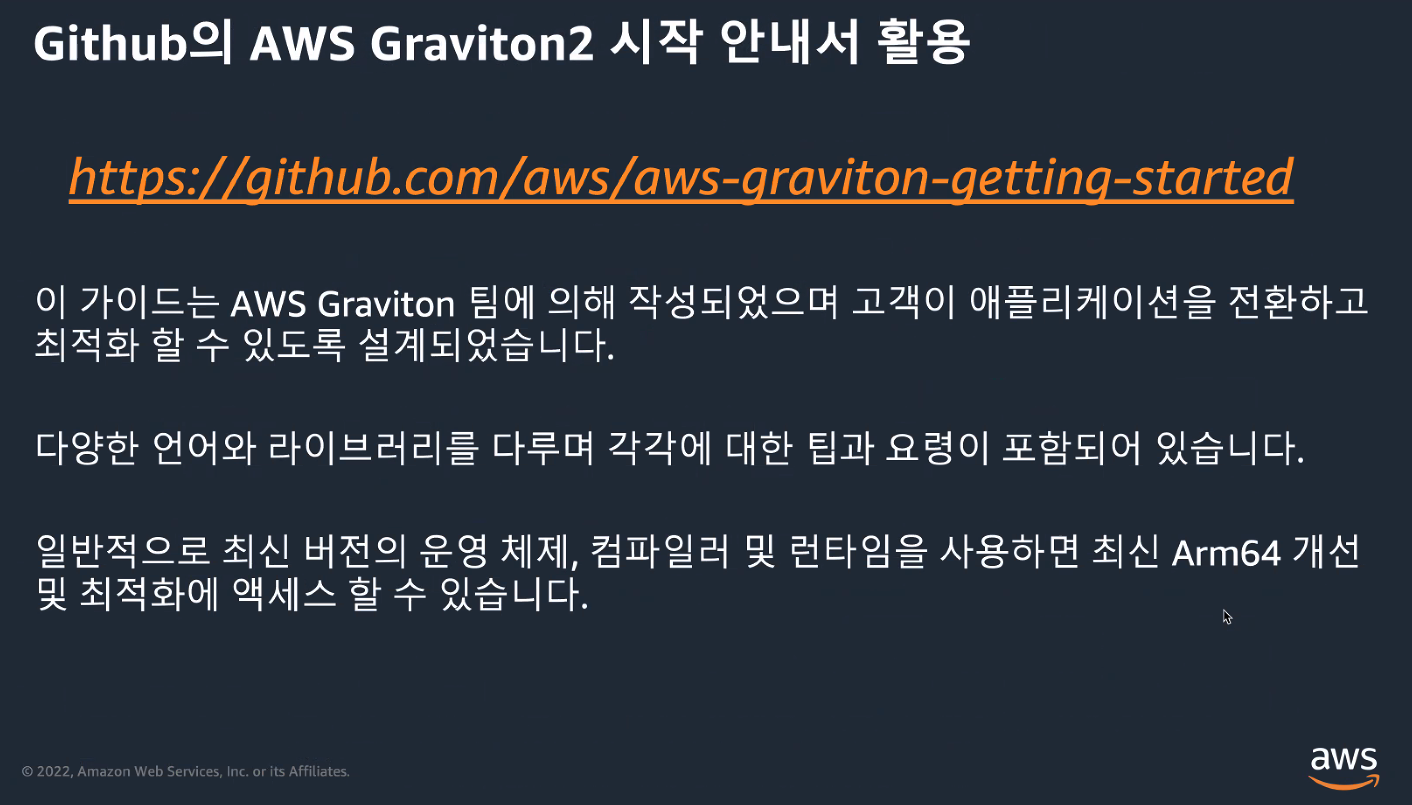 Github의 AWS Graviton2 시작 안내서 활용
https://github.com/aws/aws-graviton-getting-started
이 가이드는 AWS Graviton 팀에 의해 작성되었으며 고객이 애플리케이션을 전환하고
최적화 할 수 있도록 설계되었습니다.
다양한 언어와 라이브러리를 다루며 각각에 대한 팁과 요령이 포함되어 있습니다.
일반적으로 최신 버전의 운영 체제, 컴파일러 및 런타임을 사용하면 최신 Arm64 개선
및 최적화에 액세스 할 수 있습니다.
© 2022, Amazon Web Services, Inc. or its Affiliates.
aws